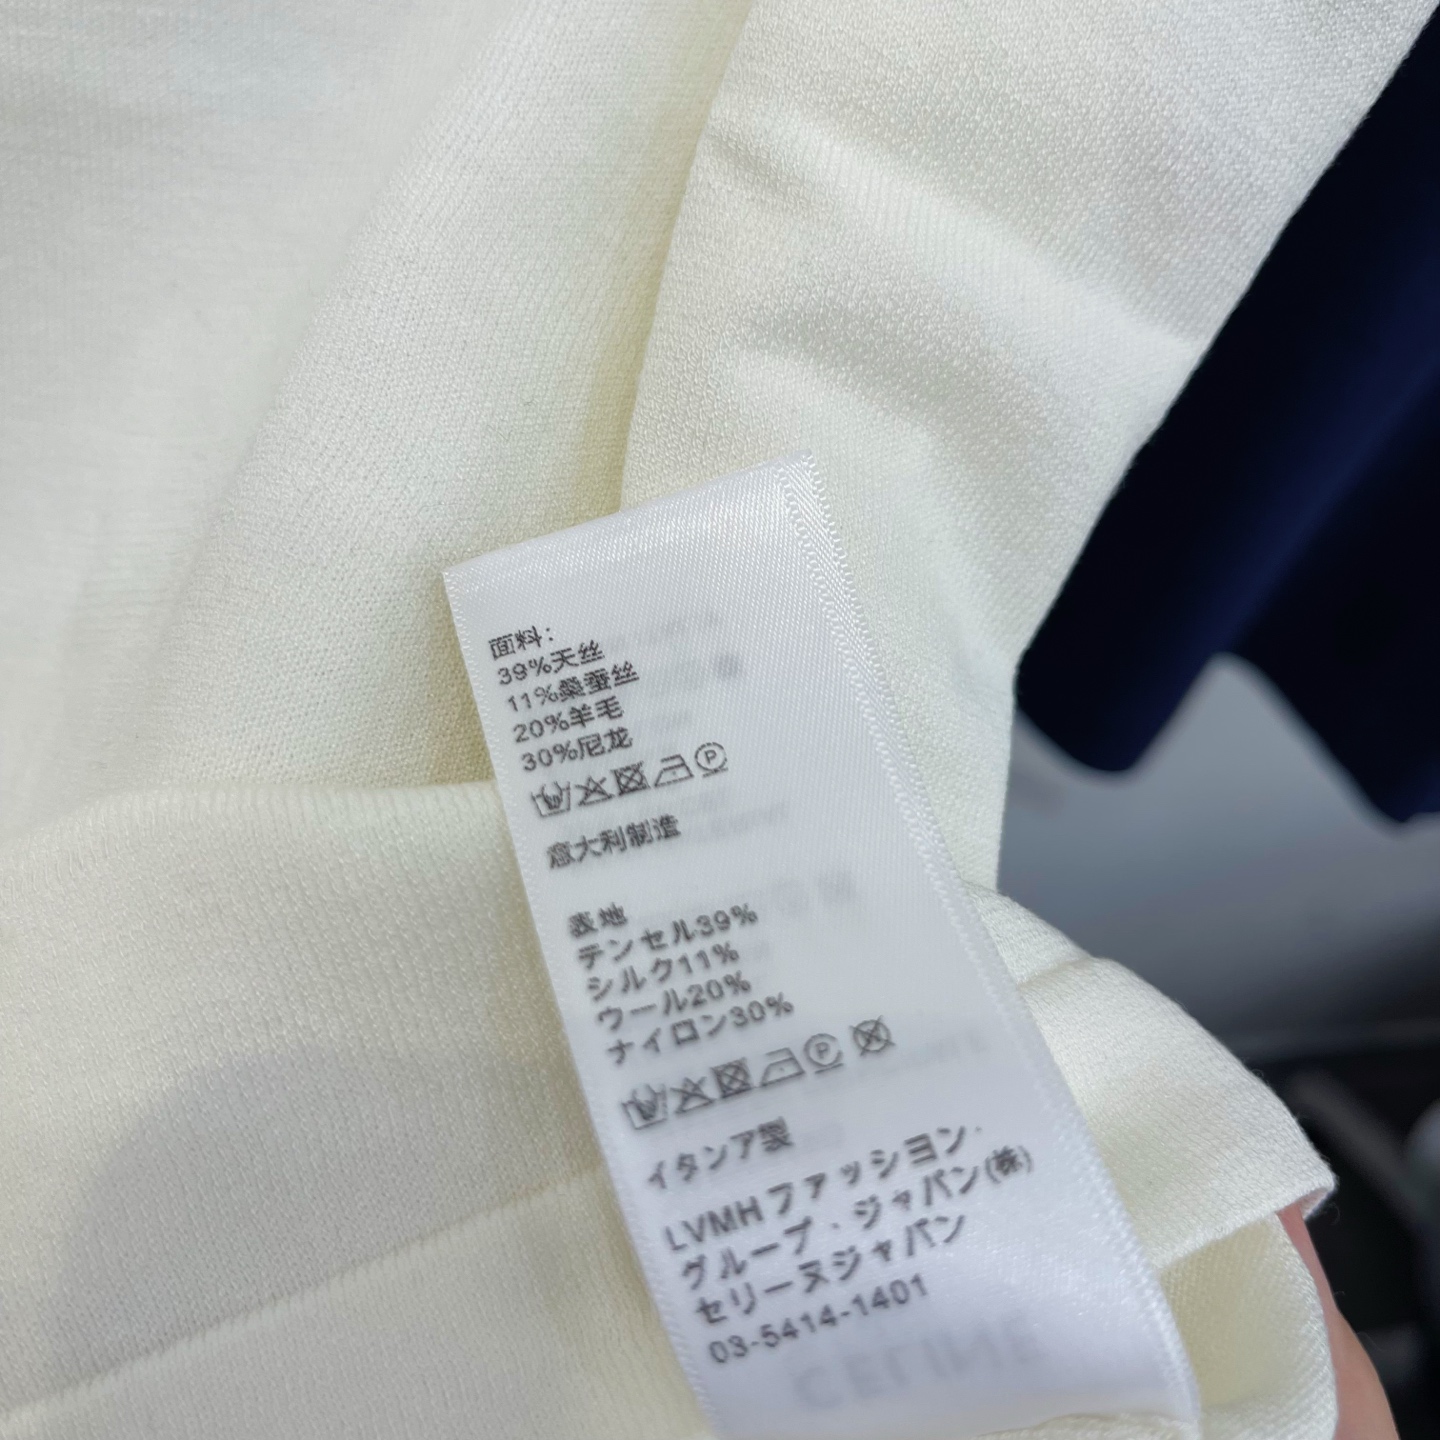 面料:
39%天丝
11%桑蚕丝
20%羊毛
30%尼龙
P
意大利制造
表地
テンセル39%
シルク11%
ウール20%
ナイロン30%
P
イタンア製
LVMHファッション·
グループ·ジャパン(株)
セリーヌジャパン
03-5414-1401
CELINE